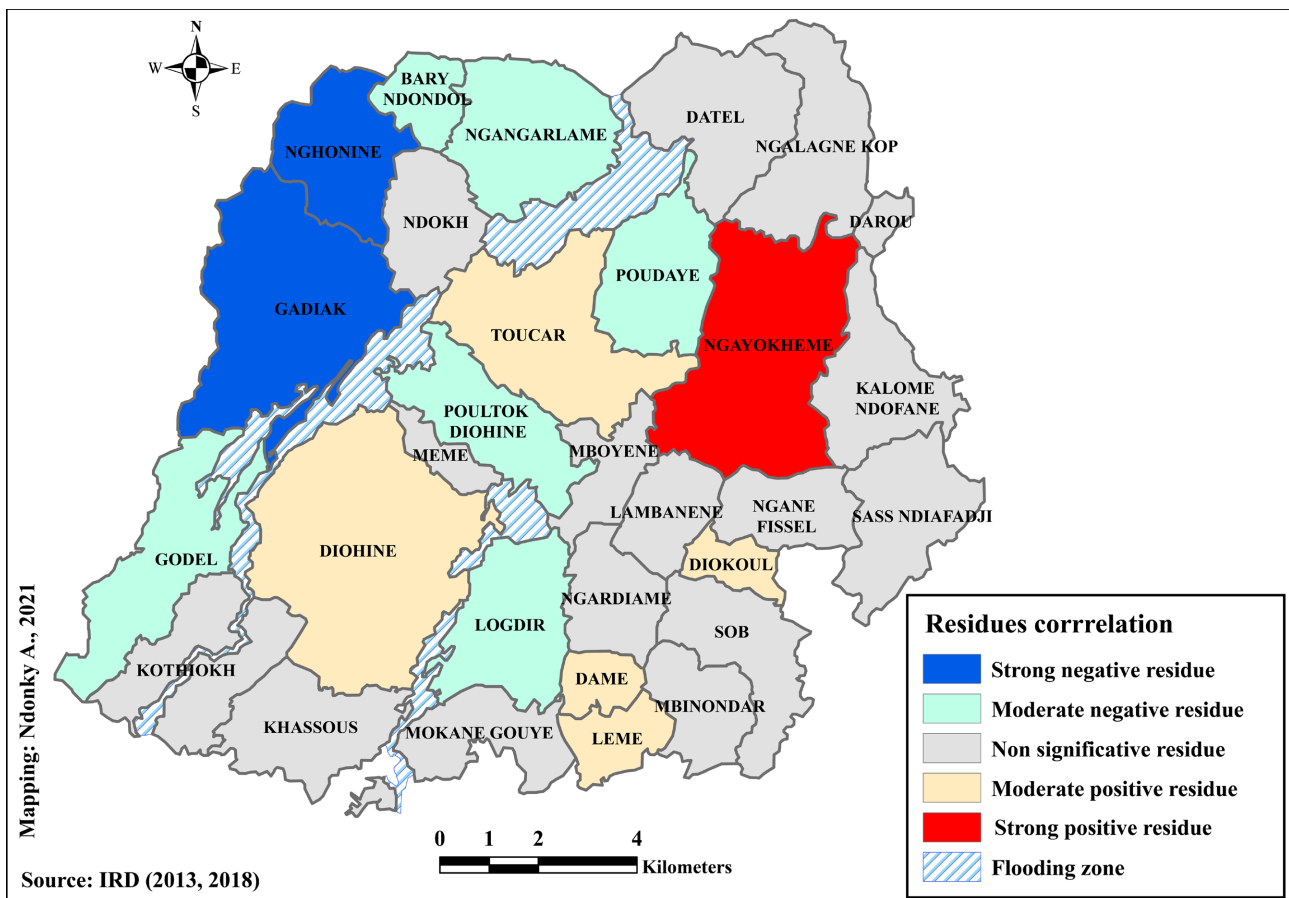 N
W E
S
BARY
NDONDOL
NGHONINE
NGANGARLAME
DATEL
NGALAGNE KOP
NDOKH
DAROU
POUDAYE
GADIAK
TOUCAR
NGAYOKHEME
KALOME
NDOFANE
POULTOK
DIOHINE
MEME
MBOYENE
LAMBANENE
NGANE
FISSEL
SASS NDIAFADJI
GODEL
DIOHINE
DIOKOUL
NGARDIAME
LOGDIR
SOB
KOTHIOKH
DAME
MBINONDAR
KHASSOUS
MOKANE GOUYE
LEME
Residues corrrelation
Strong negative residue
Moderate negative residue
Non significative residue
Moderate positive residue
Strong positive residue
Flooding zone
0 1 2 4
Kilometers
Mapping: Ndonky A., 2021
Source: IRD (2013, 2018)